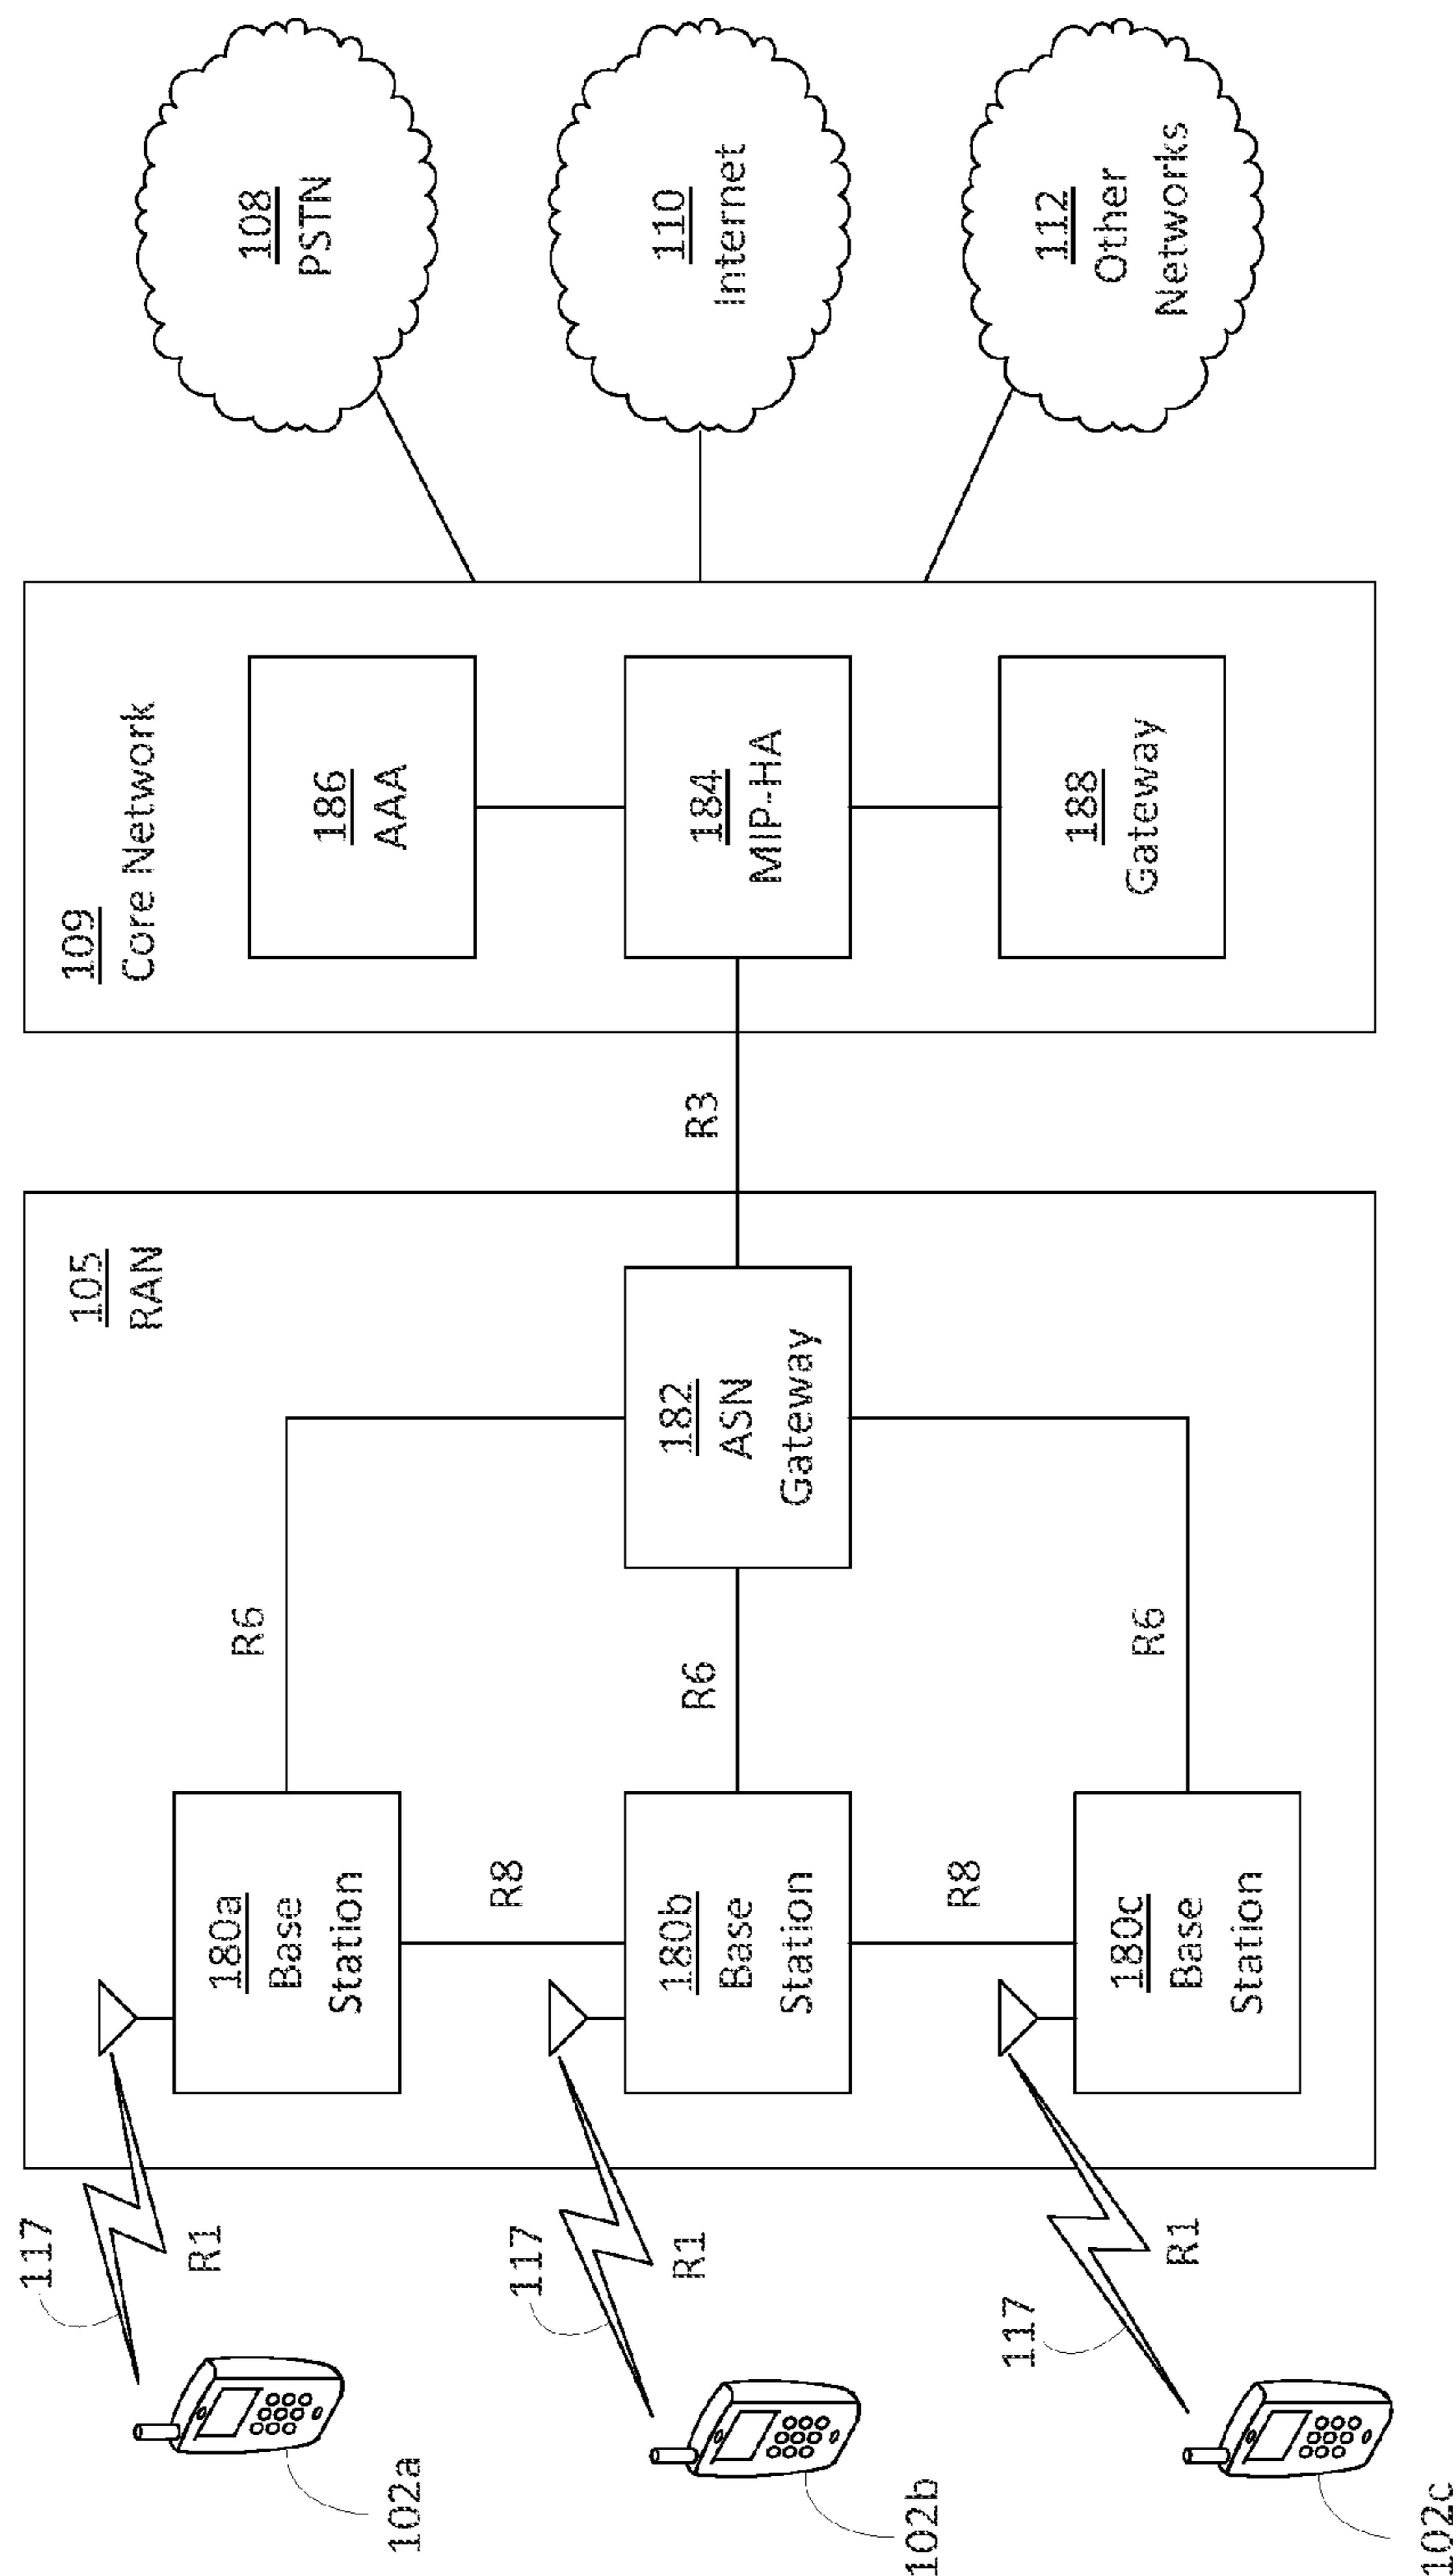 102a
102b
102c
117
R1
117
R1
117
R1
105
RAN
180a
Base
Station
R8
180b
Base
Station
R8
180c
Base
Station
R6
R6
R6
182
ASN
Gateway
R3
109
Core Network
186
AAA
184
MIP-HA
188
Gateway
108
PSTN
110
Internet
112
Other
Networks